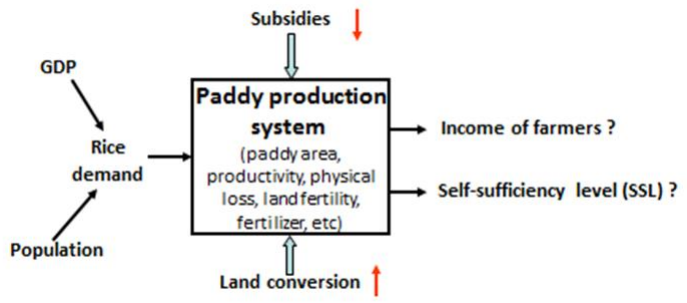 Subsidies
GDP
Paddy production
system
(paddy area,
productivity, physical
loss, land fertility,
fertilizer, etc)
Rice
demand
Income of farmers ?
Self-sufficiency level (SSL) ?
Population
Land conversion